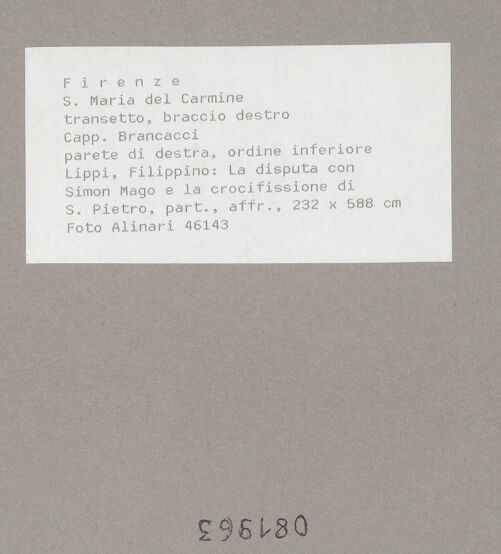 F i r e n z e
S. Maria del Carmine
transetto, braccio destro
Capp. Brancacci
parete di destra, ordine inferiore
Lippi, Filippino: La disputa con
Simon Mago e la crocifissione di
S. Pietro, part., affr., 232 x 588 cm
Foto Alinari 46143
081963